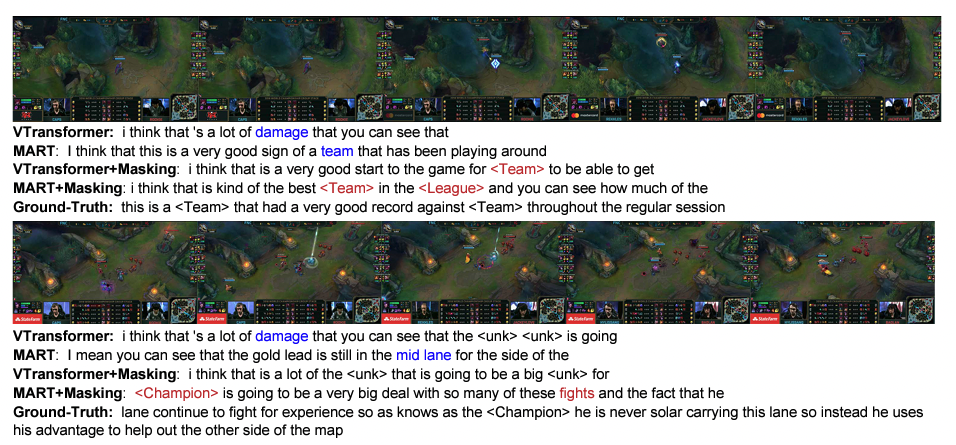 VTransformer: i think that 's a lot of damage that you can see that
MART: I think that this is a very good sign of a team that has been playing around
VTransformer+Masking: i think that is a very good start to the game for <Team> to be able to get
MART+Masking: i think that is kind of the best <Team> in the <League> and you can see how much of the
Ground-Truth: this is a <Team> that had a very good record against <Team> throughout the regular session
StateFarm StateFarm StateFarm StateFarm StateFarm
VTransformer: i think that 's a lot of damage that you can see that the <unk> <unk> is going
MART: I mean you can see that the gold lead is still in the mid lane for the side of the
VTransformer+Masking: i think that is a lot of the <unk> that is going to be a big <unk> for
MART+Masking: <Champion> is going to be a very big deal with so many of these fights and the fact that he
Ground-Truth: lane continue to fight for experience so as knows as the <Champion> he is never solar carrying this lane so instead he uses
his advantage to help out the other side of the map